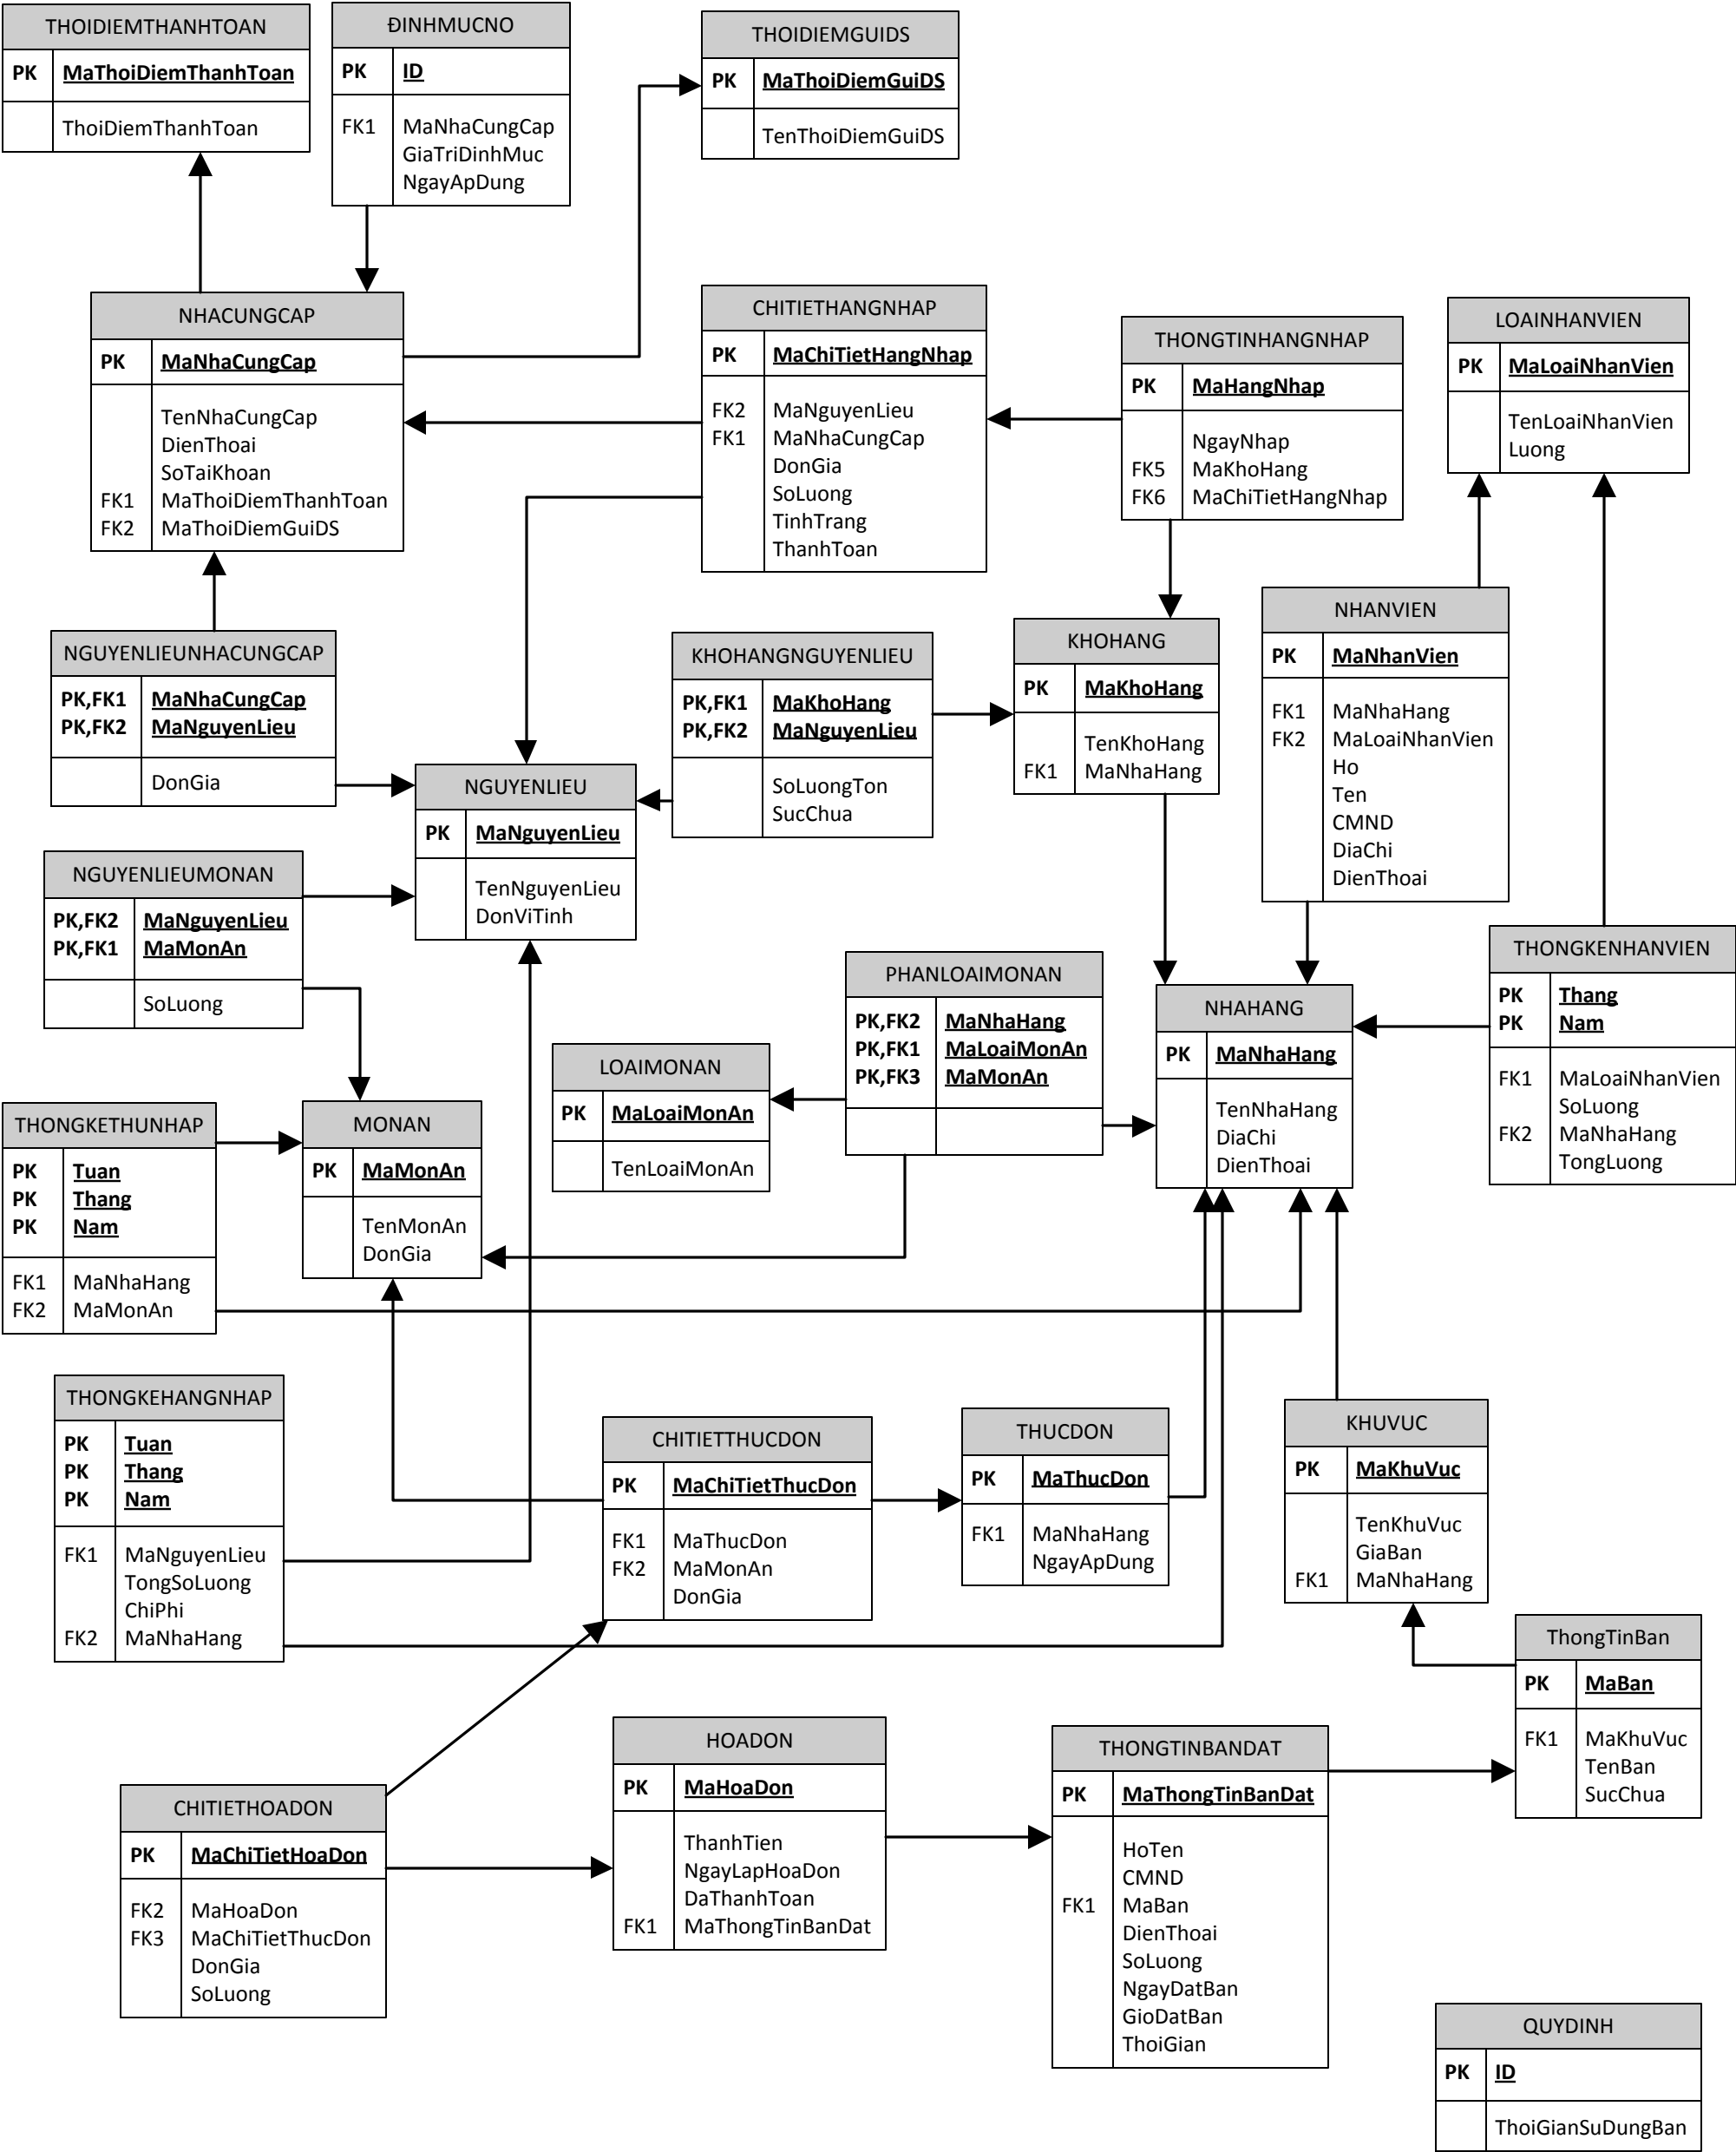 THOIDIEMTHANHTOAN
PK MaThoiDiemThanhToan
ThoiDiemThanhToan
ĐINHMUCNO
PK ID
FK1 MaNhaCungCap
GiaTriDinhMuc
NgayApDung
THOIDIEMGUIDS
PK MaThoiDiemGuiDS
TenThoiDiemGuiDS
NHACUNGCAP
PK MaNhaCungCap
TenNhaCungCap
DienThoai
SoTaiKhoan
FK1 MaThoiDiemThanhToan
FK2 MaThoiDiemGuiDS
CHITIETHANGNHAP
PK MaChiTietHangNhap
FK2 MaNguyenLieu
FK1 MaNhaCungCap
DonGia
SoLuong
TinhTrang
ThanhToan
THONGTINHANGNHAP
PK MaHangNhap
NgayNhap
FK5 MaKhoHang
FK6 MaChiTietHangNhap
LOAINHANVIEN
PK MaLoaiNhanVien
TenLoaiNhanVien
Luong
NGUYENLIEUNHACUNGCAP
PK,FK1 MaNhaCungCap
PK,FK2 MaNguyenLieu
DonGia
KHOHANGNGUYENLIEU
PK,FK1 MaKhoHang
PK,FK2 MaNguyenLieu
SoLuongTon
SucChua
KHOHANG
PK MaKhoHang
TenKhoHang
FK1 MaNhaHang
NHANVIEN
PK MaNhanVien
FK1 MaNhaHang
FK2 MaLoaiNhanVien
Ho
Ten
CMND
DiaChi
DienThoai
NGUYENLIEU
PK MaNguyenLieu
TenNguyenLieu
DonViTinh
NGUYENLIEUMONAN
PK,FK2 MaNguyenLieu
PK,FK1 MaMonAn
SoLuong
PHANLOAIMONAN
PK,FK2 MaNhaHang
PK,FK1 MaLoaiMonAn
PK,FK3 MaMonAn
NHAHANG
PK MaNhaHang
TenNhaHang
DiaChi
DienThoai
THONGKENHANVIEN
PK Thang
PK Nam
FK1 MaLoaiNhanVien
SoLuong
FK2 MaNhaHang
TongLuong
LOAIMONAN
PK MaLoaiMonAn
TenLoaiMonAn
THONGKETHUNHAP
PK Tuan
PK Thang
PK Nam
FK1 MaNhaHang
FK2 MaMonAn
MONAN
PK MaMonAn
TenMonAn
DonGia
THONGKEHANGNHAP
PK Tuan
PK Thang
PK Nam
FK1 MaNguyenLieu
TongSoLuong
ChiPhi
FK2 MaNhaHang
CHITIETTHUCDON
PK MaChiTietThucDon
FK1 MaThucDon
FK2 MaMonAn
DonGia
THUCDON
PK MaThucDon
FK1 MaNhaHang
NgayApDung
KHUVUC
PK MaKhuVuc
TenKhuVuc
GiaBan
FK1 MaNhaHang
ThongTinBan
PK MaBan
FK1 MaKhuVuc
TenBan
SucChua
HOADON
PK MaHoaDon
ThanhTien
NgayLapHoaDon
DaThanhToan
FK1 MaThongTinBanDat
THONGTINBANDAT
PK MaThongTinBanDat
HoTen
CMND
FK1 MaBan
DienThoai
SoLuong
NgayDatBan
GioDatBan
ThoiGian
CHITIETHOADON
PK MaChiTietHoaDon
FK2 MaHoaDon
FK3 MaChiTietThucDon
DonGia
SoLuong
QUYDINH
PK ID
ThoiGianSuDungBan